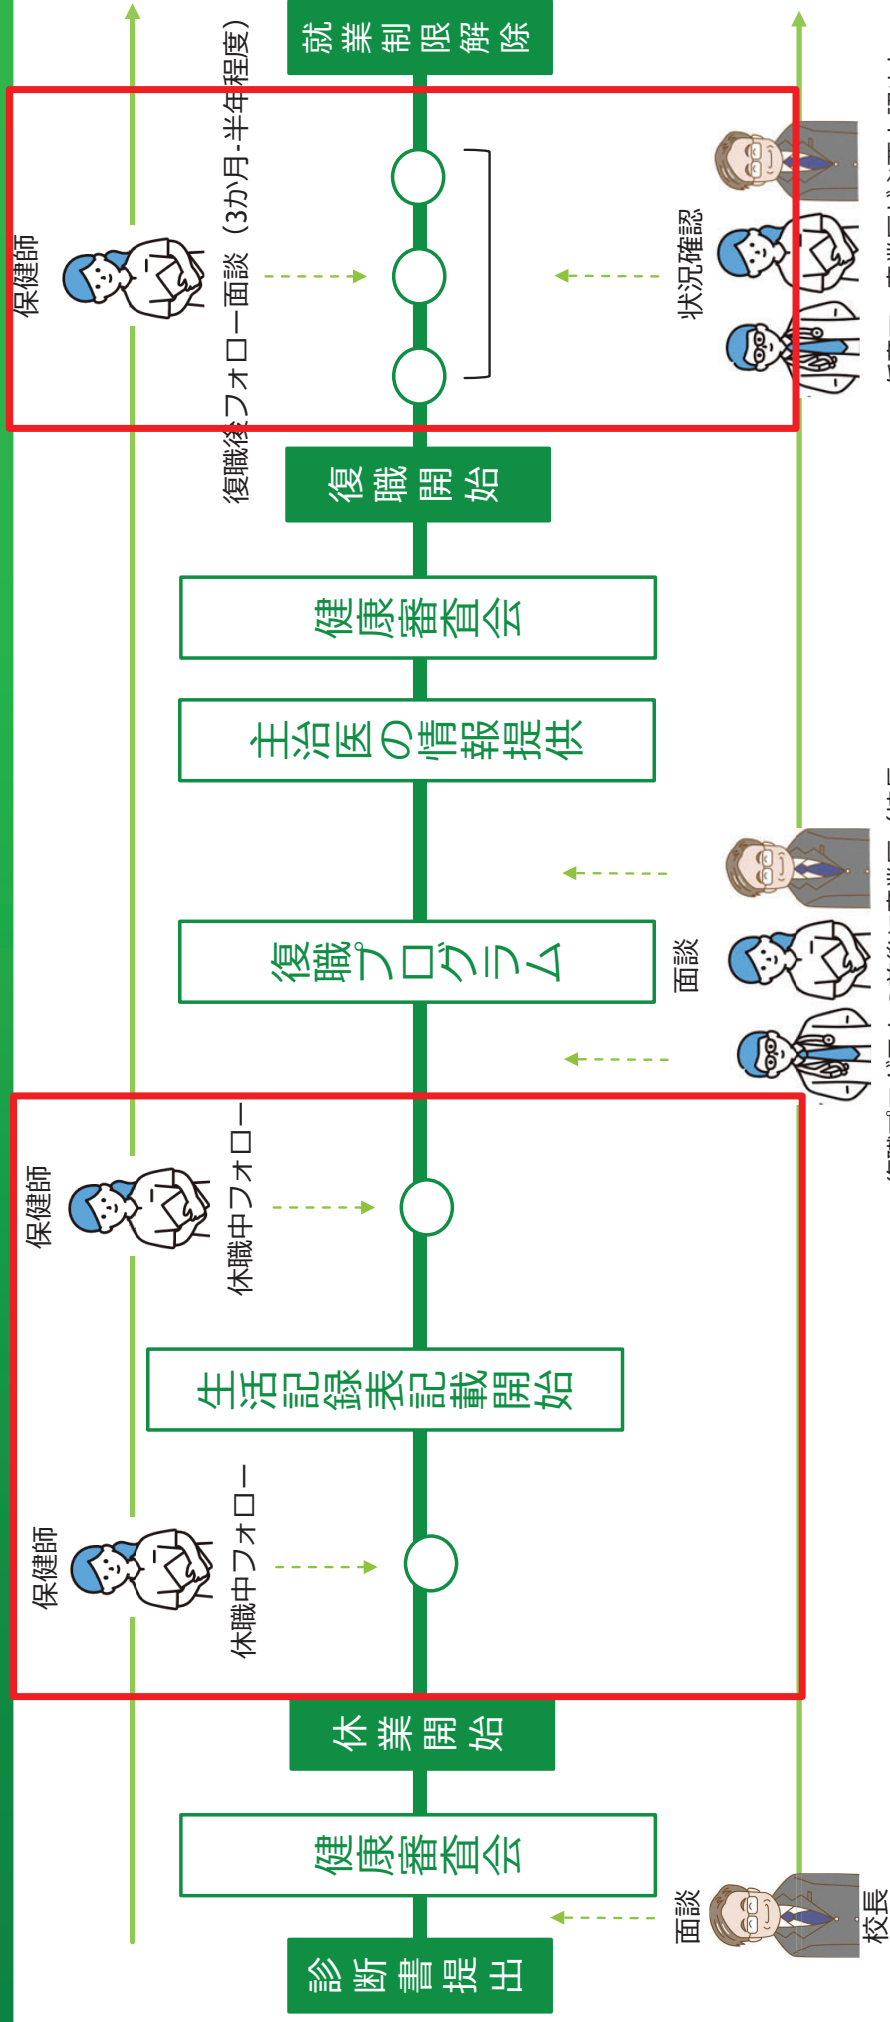 診断書提出
健康審査会
休業開始
生活記録表記載開始
復職プログラム
主治医の情報提供
健康審査会
復職開始
就業制限解除
保健師
休職中フォロー
保健師
休職中フォロー
保健師
復職後フォロー面談（3か月-半年程度）
面談
校長
面談
状況確認